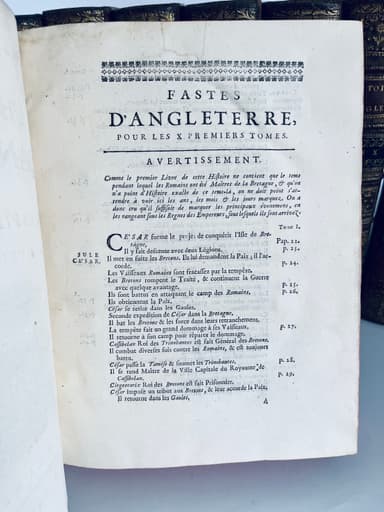 FASTES
D'ANGLETERRE,
POUR LES X. PREMIERS TOMES.
AVERTISSEMENT.
Comme le premier Livre de cette Histoire ne contient que le tems
pendant lequel les Romains ont été Maîtres de la Bretagne, & qu'on
n'a point d'Histoire exacte de ce tems-là, on ne doit point s'at-
tendre à voir ici les ans, les mois & les jours marquez. On a
donc cru qu'il suffisoit de marquer les principaux évenemens, en
les rangeant sous les Regnes des Empereurs, sous lesquels ils sont arrivez.
TOME I.
JULE CESAR.
CESAR forme le projet de conquérir l'Isle de Bre-
tagne, Pag. 22.
Il y fait descente avec deux Légions. p. 23.
Il met en fuite les Bretons. Ils lui demandent la Paix, il l'ac-
corde. p. 24.
Les Vaisseaux Romains sont fracassez par la tempête.
Les Bretons rompent le Traité, & continuent la Guerre
avec quelque avantage, p. 25.
Ils sont battus en attaquant le camp des Romains, p. 26.
Ils obtiennent la Paix,
César se retire dans les Gaules.
Seconde expedition de César dans la Bretagne,
Il bat les Bretons & les force dans leurs retranchemens.
La tempête fait un grand dommage à ses Vaisseaux. p. 27.
Il retourne à son camp pour réparer le dommage.
Cassibelan Roi des Trinobantes est fait Général des Bretons.
Il combat diverses fois contre les Romains, & est toujours
battu.
César passe la Tamise & soumet les Trinobantes. p. 28.
Il se rend Maître de la Ville Capitale du Royaume de
Cassibelan. p. 29.
Cingetorix Roi des Bretons est fait Prisonnier.
César impose un tribut aux Bretons, & leur accorde la Paix,
Il retourne dans les Gaules.
A